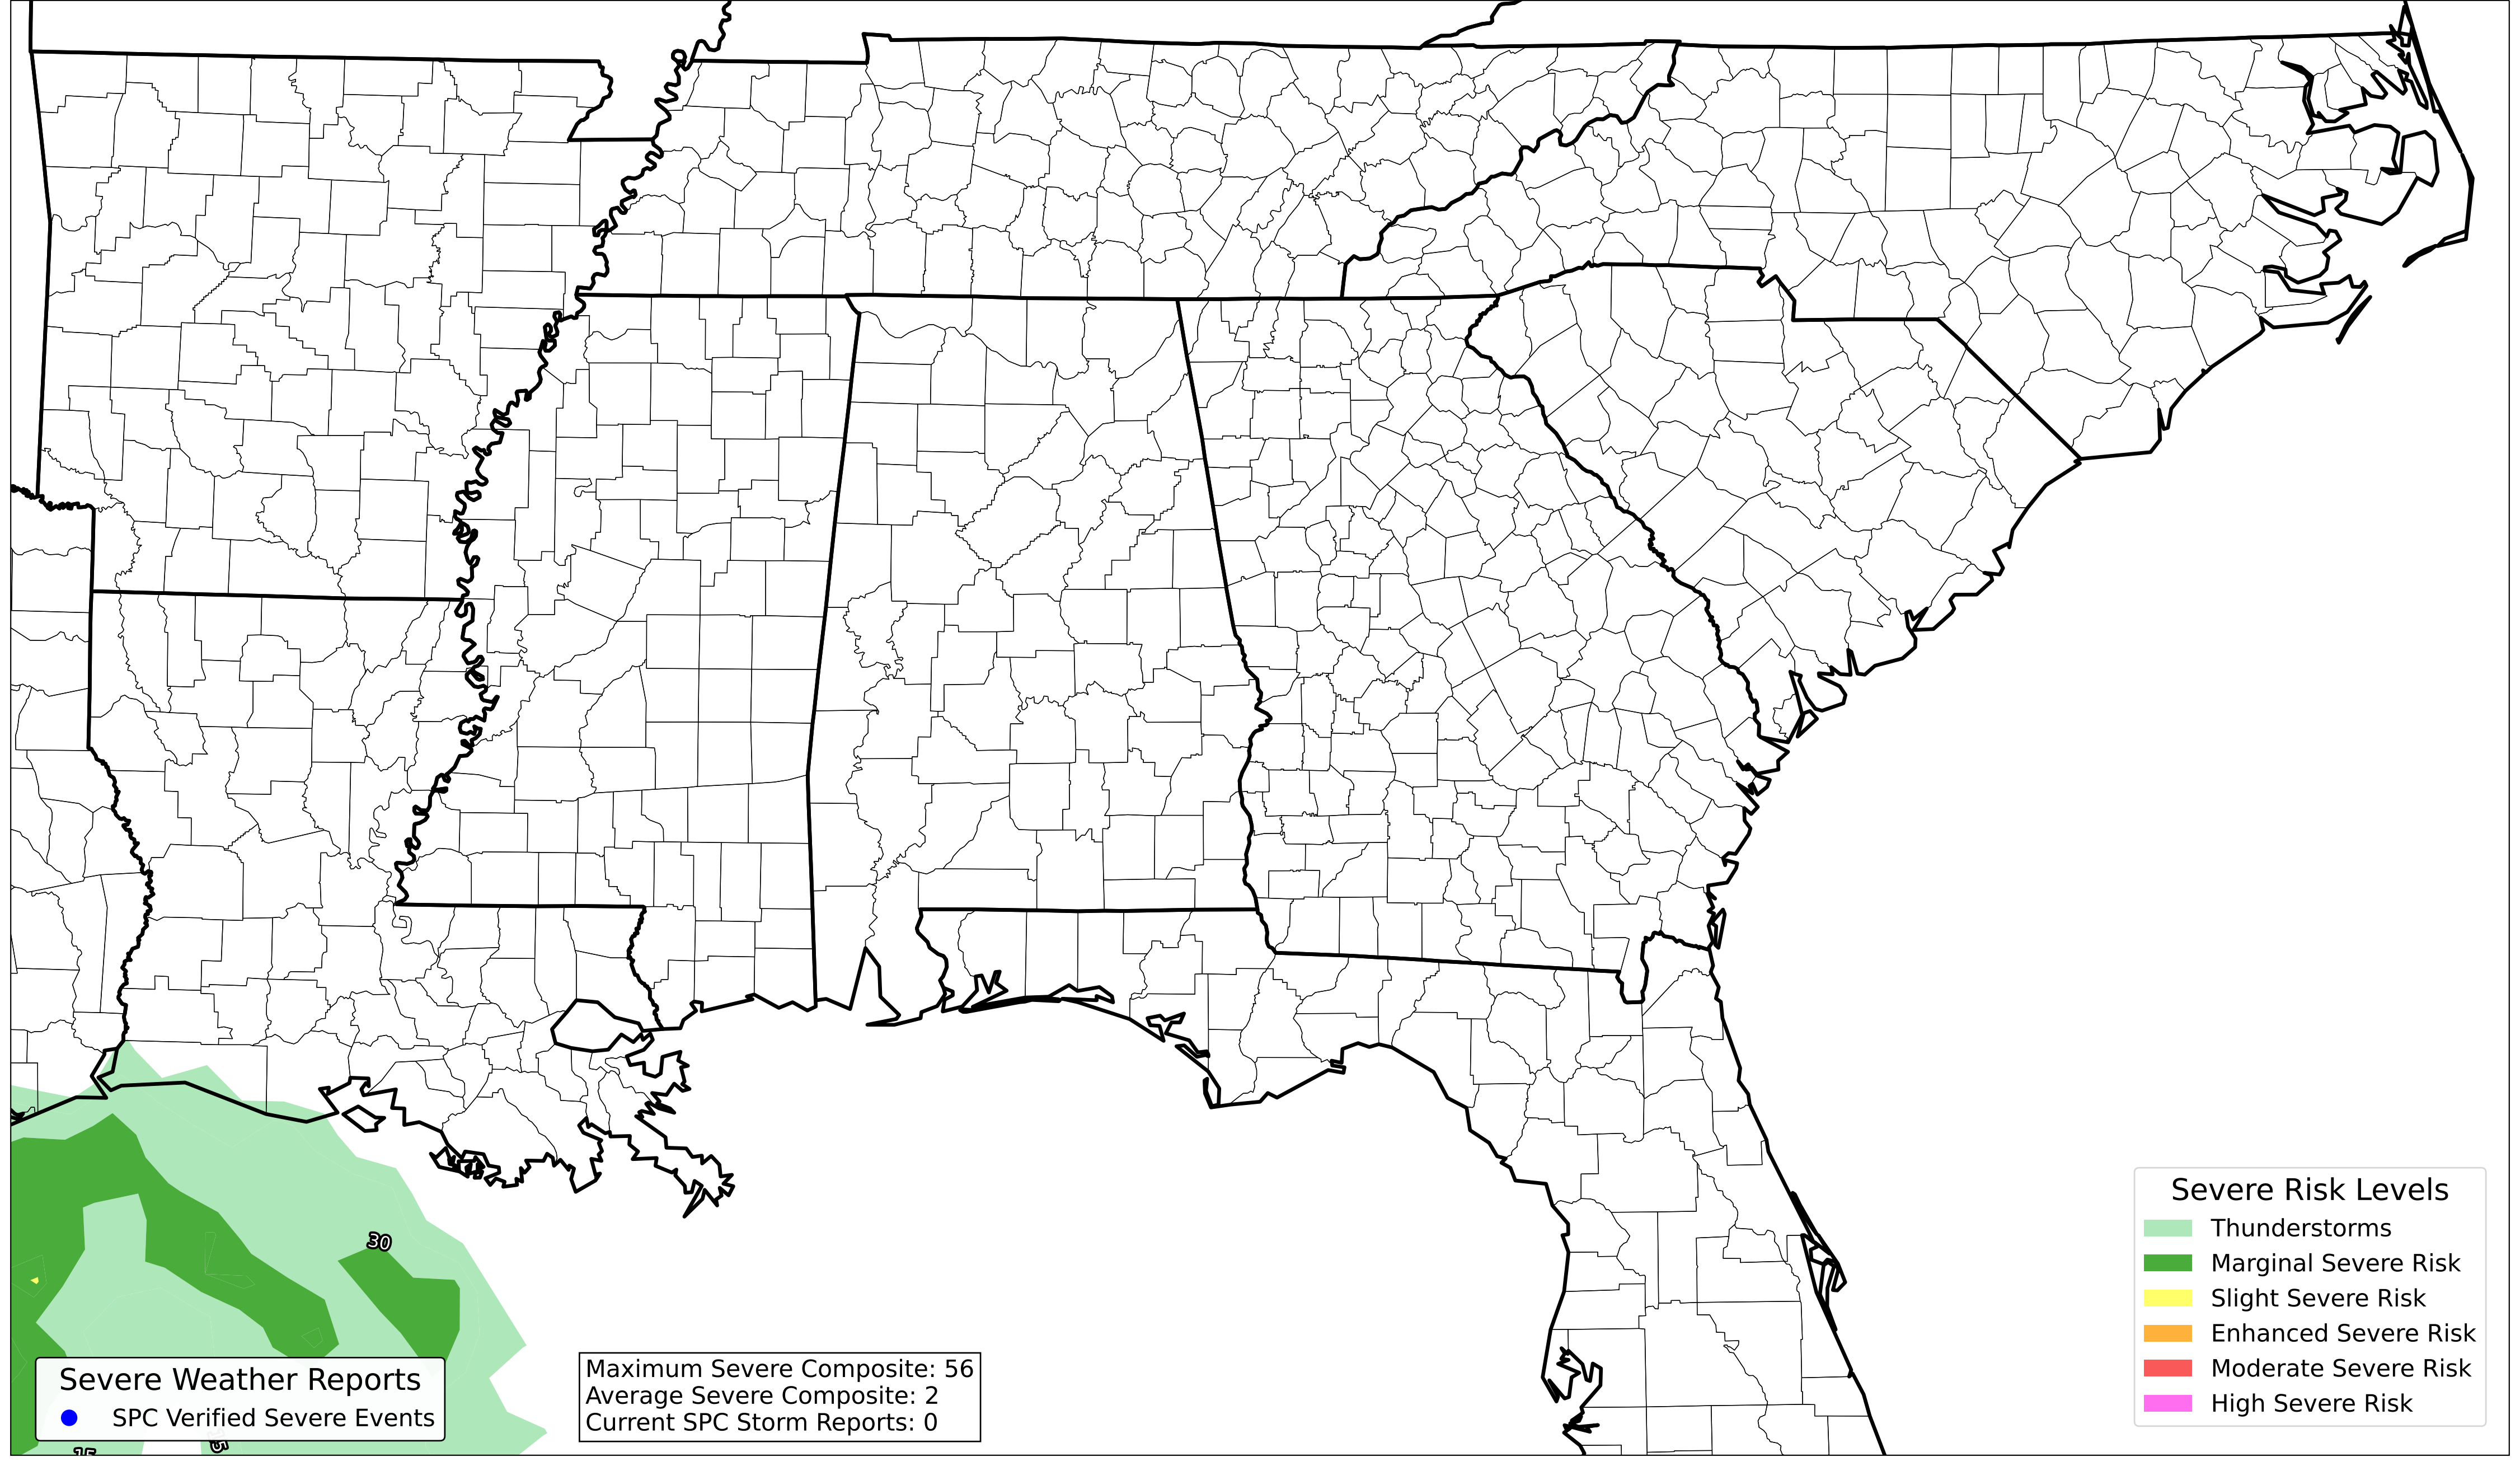 30
Severe Risk Levels
Thunderstorms
Marginal Severe Risk
Slight Severe Risk
Enhanced Severe Risk
Moderate Severe Risk
High Severe Risk
Severe Weather Reports
SPC Verified Severe Events
Maximum Severe Composite: 56
Average Severe Composite: 2
Current SPC Storm Reports: 0
15